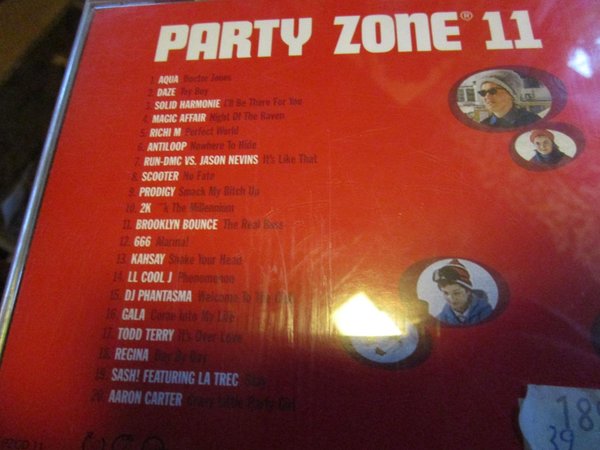 PARTY ZONE® 11
1. AQUA Doctor Jones
2. DAZE Toy Boy
3. SOLID HARMONIE I'll Be There For You
4. MAGIC AFFAIR Night Of The Raven
5. RICHI M Perfect World
6. ANTILOOP Nowhere To Hide
7. RUN-DMC VS. JASON NEVINS It's Like That
8. SCOOTER No Fate
9. PRODIGY Smack My Bitch Up
10. 2K The Millennium
11. BROOKLYN BOUNCE The Real Bass
12. 666 Alarma!
13. KAHSAY Shake Your Head
14. LL COOL J Phenomenon
15. DJ PHANTASMA Welcome To The Club
16. GALA Come Into My Life
17. TODD TERRY It's Over Love
18. REGINA Day By Day
19. SASH! FEATURING LA TREC Stay
20. AARON CARTER Crazy Little Party Girl
189
39